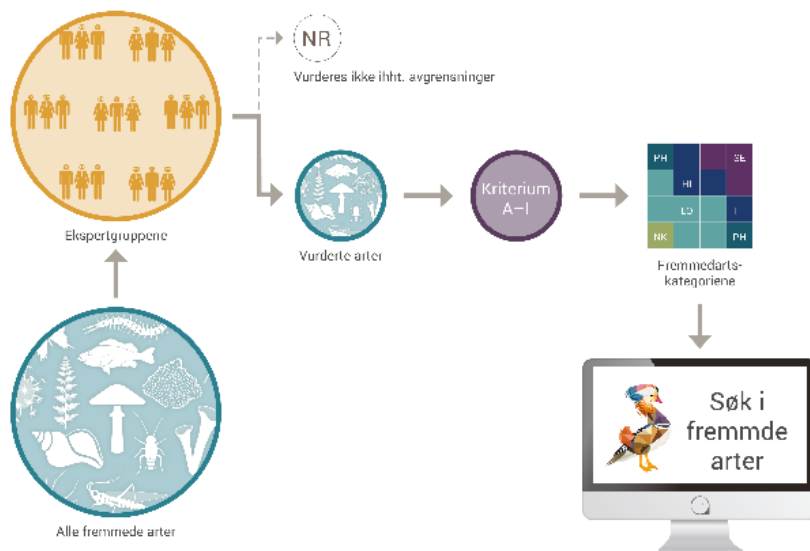 NR
Vurderes ikke ihht. avgrensninger
Ekspertgruppene
Vurderte arter
Kriterium
A–I
PH
SE
HI
LO
NK
PH
Fremmedarts-
kategoriene
Alle fremmede arter
Søk i
fremmde
arter